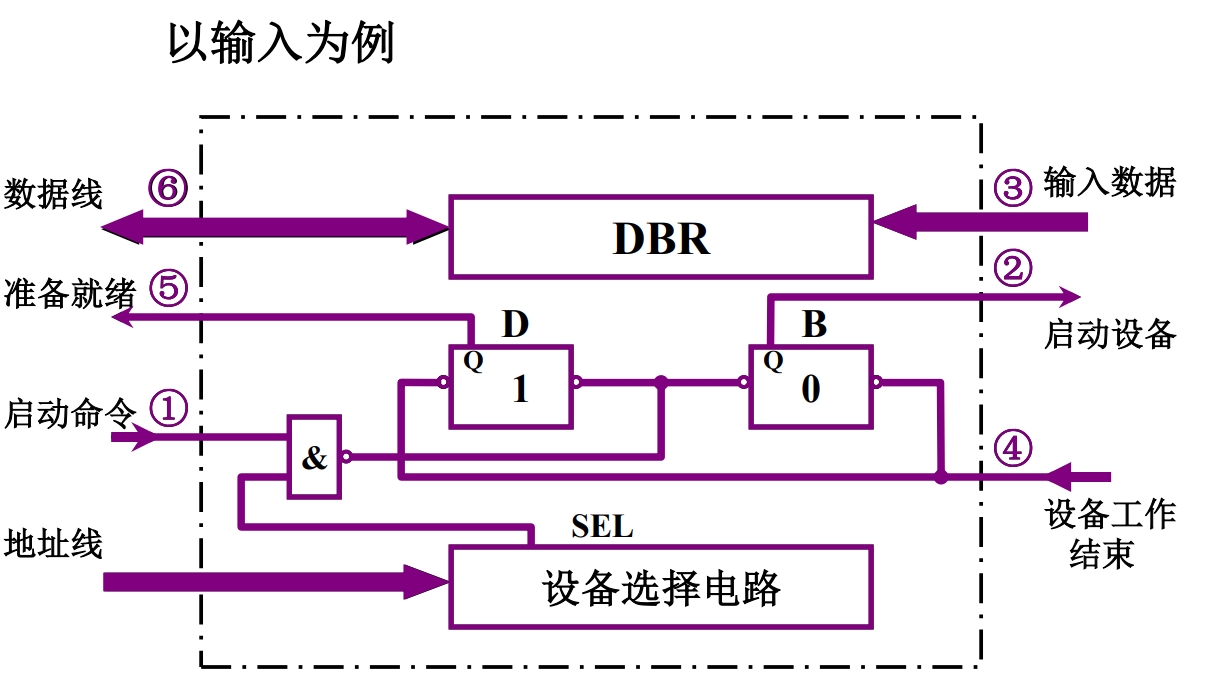 以输入为例
数据线
⑥
DBR
③
输入数据
②
启动设备
准备就绪
⑤
D
B
Q
1
Q
0
启动命令
①
&
④
设备工作
结束
地址线
SEL
设备选择电路